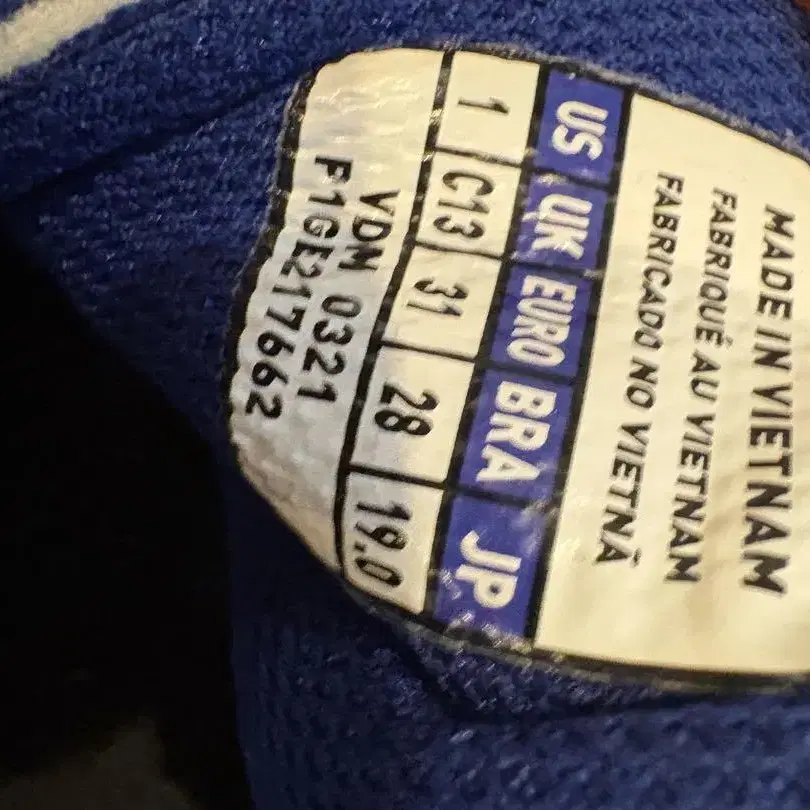 MADE IN VIETNAM
FABRIQUÉ AU VIETNAM
FABRICADO NO VIETNÃ
US UK EURO BRA JP
1 C13 31 28 19.0
VDN 0321
F1GE217662